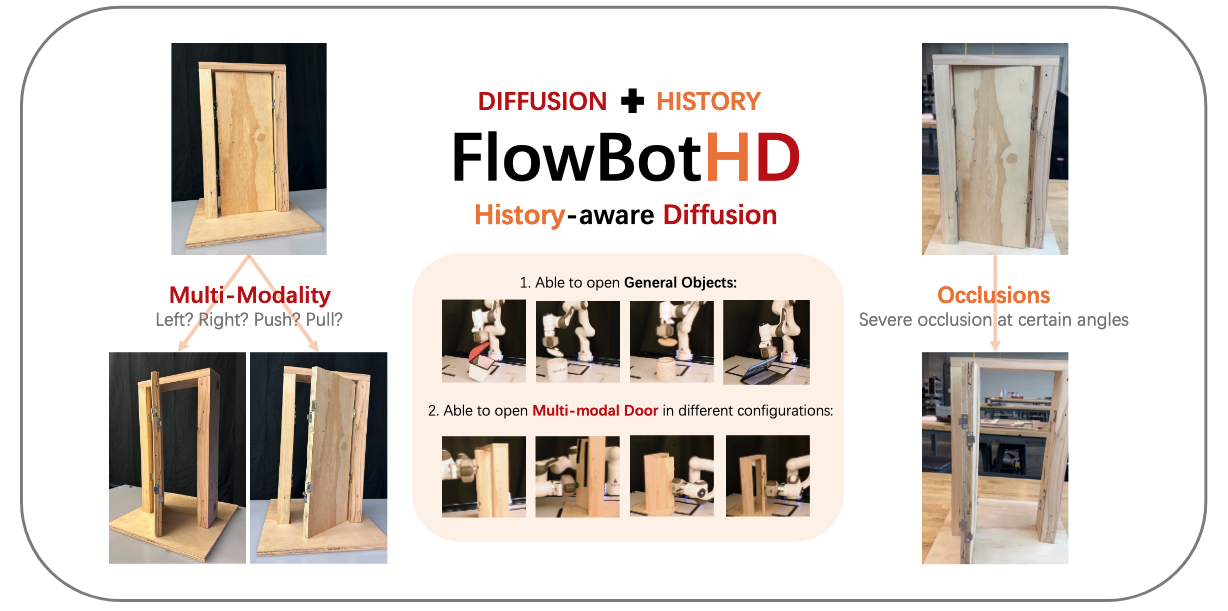 DIFFUSION + HISTORY
FlowBotHD
History-aware Diffusion
Multi-Modality
Left? Right? Push? Pull?
1. Able to open General Objects:
2. Able to open Multi-modal Door in different configurations:
Occlusions
Severe occlusion at certain angles